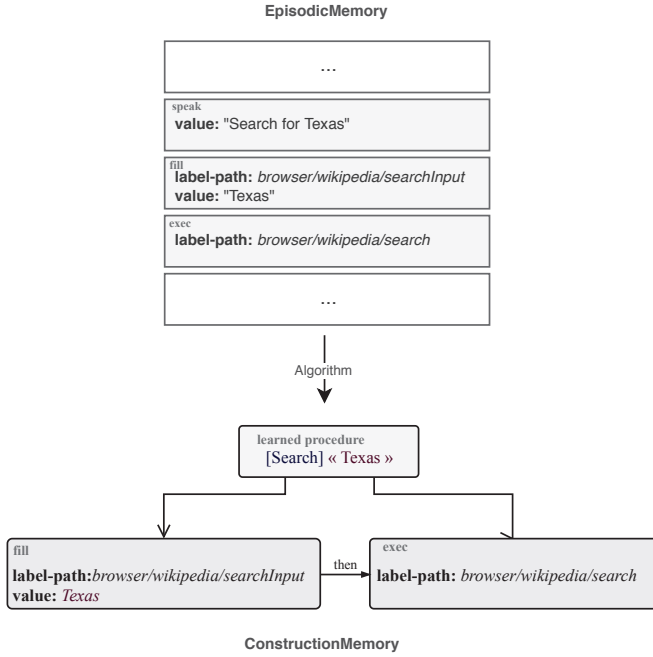 EpisodicMemory
...
speak
value: "Search for Texas"
fill
label-path: browser/wikipedia/searchInput
value: "Texas"
exec
label-path: browser/wikipedia/search
...
Algorithm
learned procedure
[Search] « Texas »
fill
label-path:browser/wikipedia/searchInput
value: Texas
then
exec
label-path: browser/wikipedia/search
ConstructionMemory